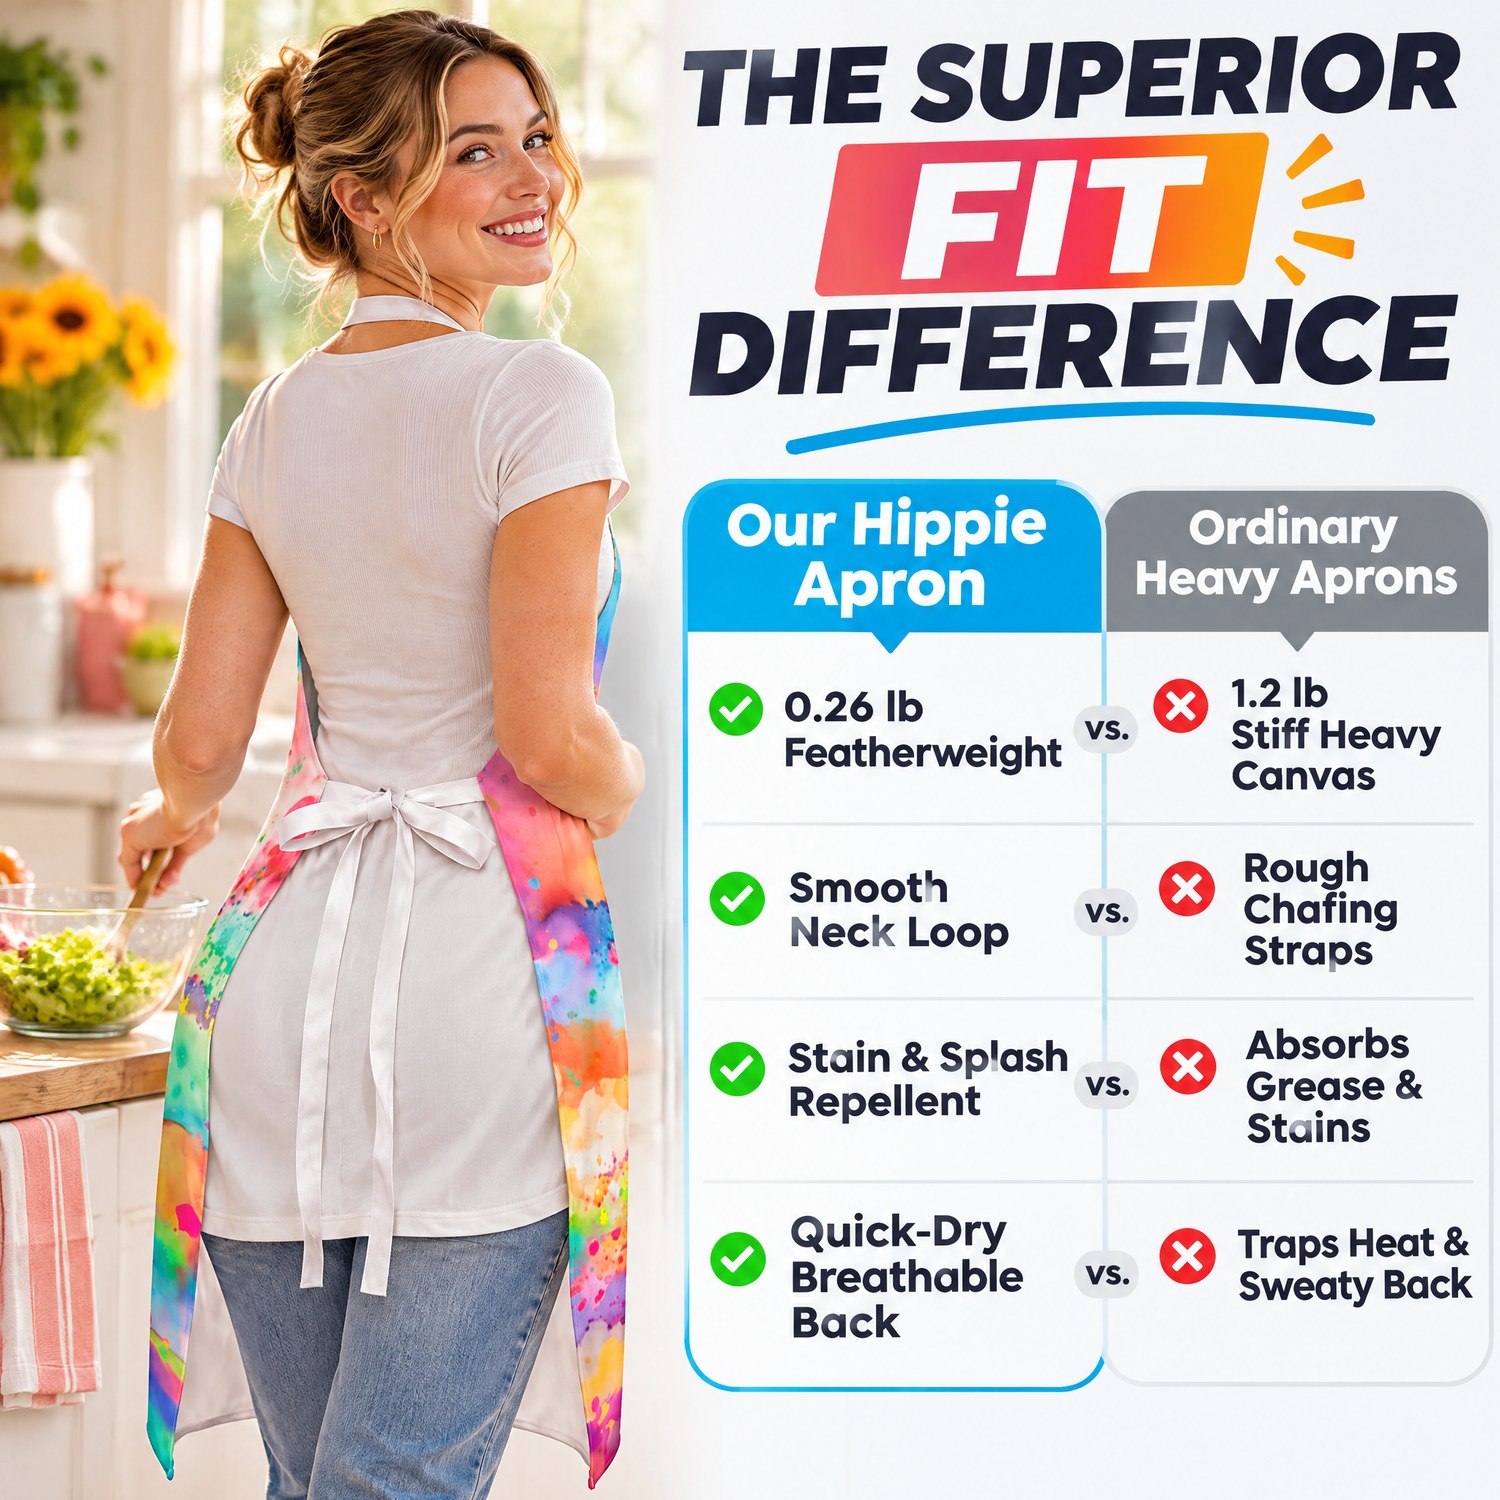 THE SUPERIOR
FIT
DIFFERENCE
Our Hippie
Apron
Ordinary
Heavy Aprons
0.26 lb
Featherweight
vs.
1.2 lb
Stiff Heavy
Canvas
Smooth
Neck Loop
vs.
Rough
Chafing
Straps
Stain & Splash
Repellent
vs.
Absorbs
Grease &
Stains
Quick-Dry
Breathable
Back
vs.
Traps Heat &
Sweaty Back